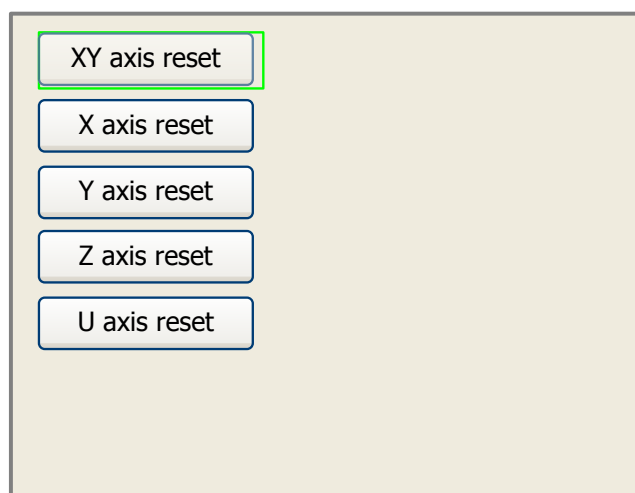 XY axis reset
X axis reset
Y axis reset
Z axis reset
U axis reset